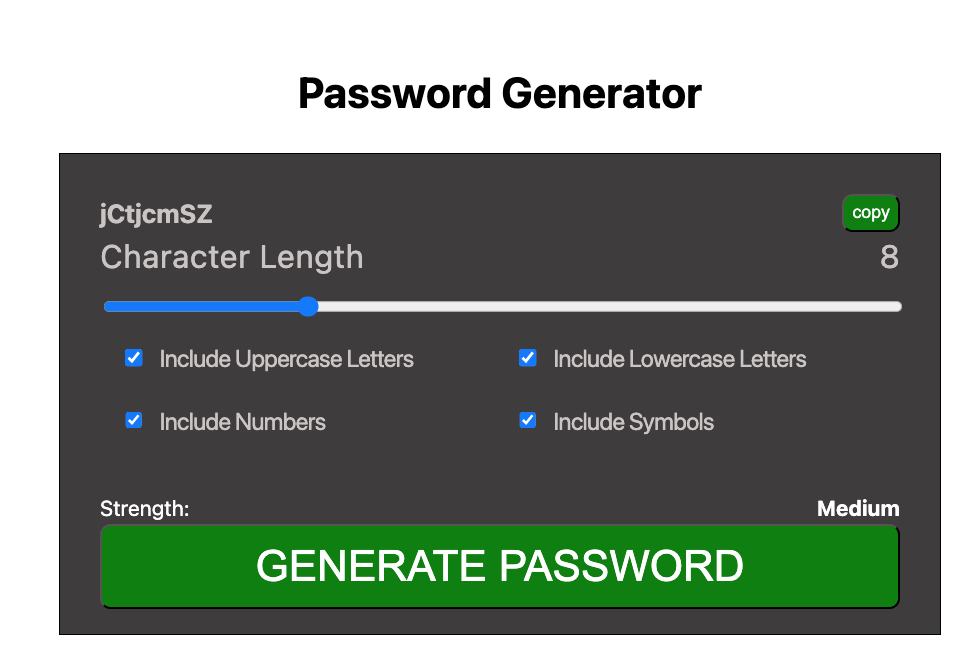 Password Generator
jCtjcmSZ copy
Character Length 8
Include Uppercase Letters Include Lowercase Letters
Include Numbers Include Symbols
Strength: Medium
GENERATE PASSWORD